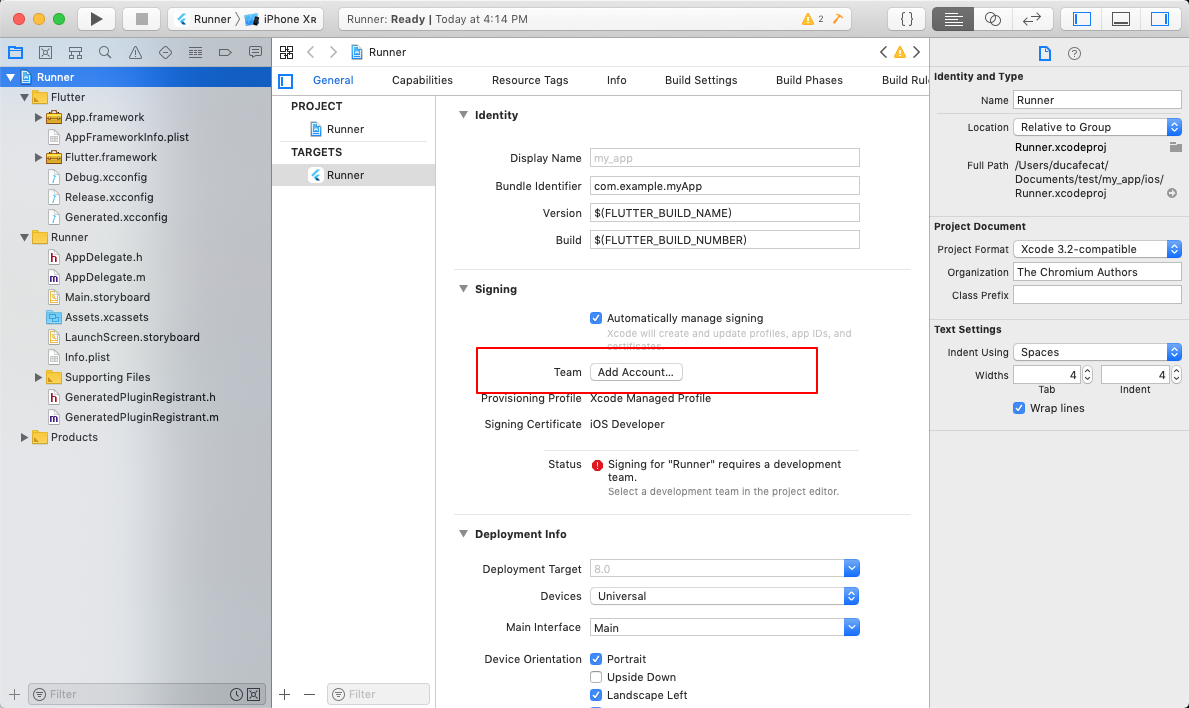 Runner
iPhone XR
Runner: Ready | Today at 4:14 PM
2
{ }
Runner
Flutter
App.framework
AppFrameworkInfo.plist
Flutter.framework
Debug.xcconfig
Release.xcconfig
Generated.xcconfig
Runner
h AppDelegate.h
m AppDelegate.m
Main.storyboard
Assets.xcassets
LaunchScreen.storyboard
Info.plist
Supporting Files
h GeneratedPluginRegistrant.h
m GeneratedPluginRegistrant.m
Products
Filter
Runner
General
Capabilities
Resource Tags
Info
Build Settings
Build Phases
Build Rul
PROJECT
Runner
TARGETS
Runner
Filter
Identity
Display Name my_app
Bundle Identifier com.example.myApp
Version $(FLUTTER_BUILD_NAME)
Build $(FLUTTER_BUILD_NUMBER)
Signing
Automatically manage signing
Xcode will create and update profiles, app IDs, and
certificates.
Team Add Account...
Provisioning Profile Xcode Managed Profile
Signing Certificate iOS Developer
Status Signing for "Runner" requires a development
team.
Select a development team in the project editor.
Deployment Info
Deployment Target 8.0
Devices Universal
Main Interface Main
Device Orientation Portrait
Upside Down
Landscape Left
Identity and Type
Name Runner
Location Relative to Group
Runner.xcodeproj
Full Path /Users/ducafecat/
Documents/test/my_app/ios/
Runner.xcodeproj
Project Document
Project Format Xcode 3.2-compatible
Organization The Chromium Authors
Class Prefix
Text Settings
Indent Using Spaces
Widths 4 4
Tab Indent
Wrap lines